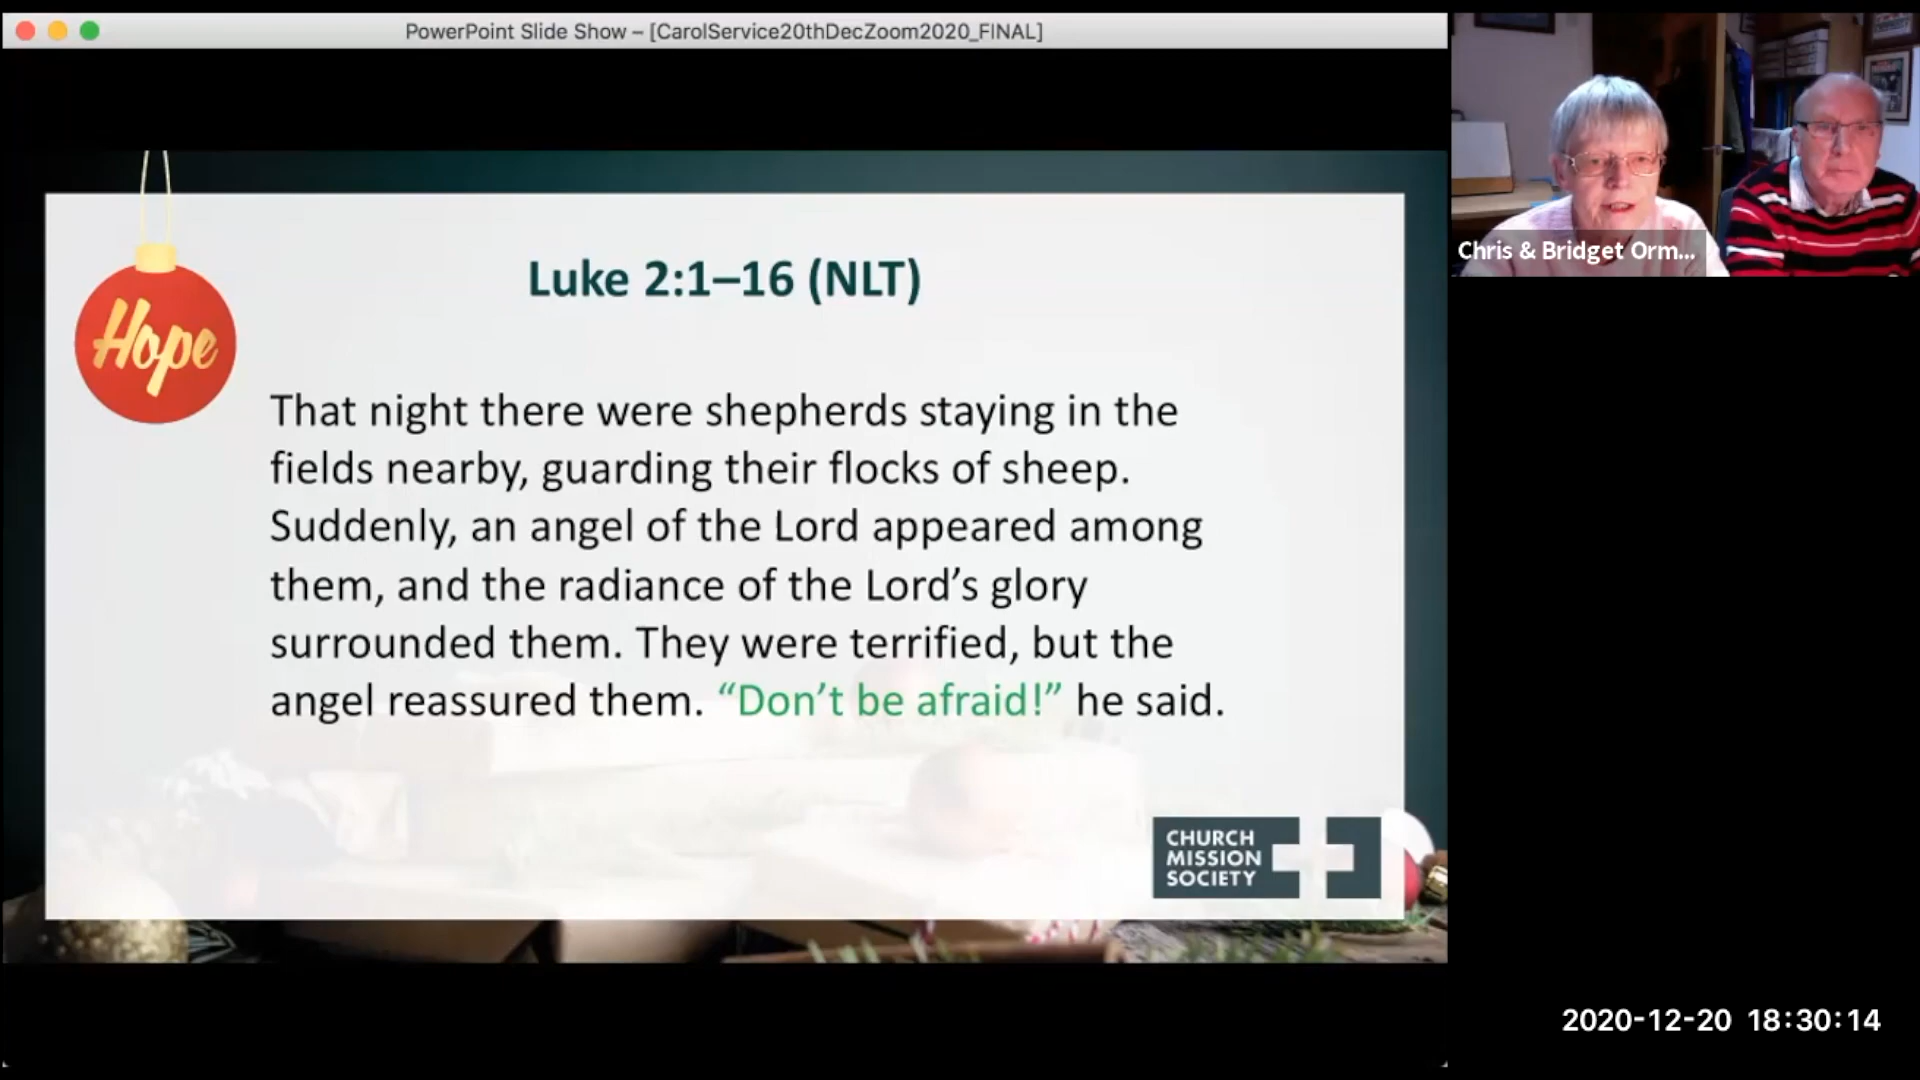 PowerPoint Slide Show – [CarolService20thDecZoom2020_FINAL]
Hope
Luke 2:1–16 (NLT)
That night there were shepherds staying in the
fields nearby, guarding their flocks of sheep.
Suddenly, an angel of the Lord appeared among
them, and the radiance of the Lord’s glory
surrounded them. They were terrified, but the
angel reassured them. “Don’t be afraid!” he said.
CHURCH
MISSION
SOCIETY
Chris & Bridget Orm...
2020-12-20 18:30:14